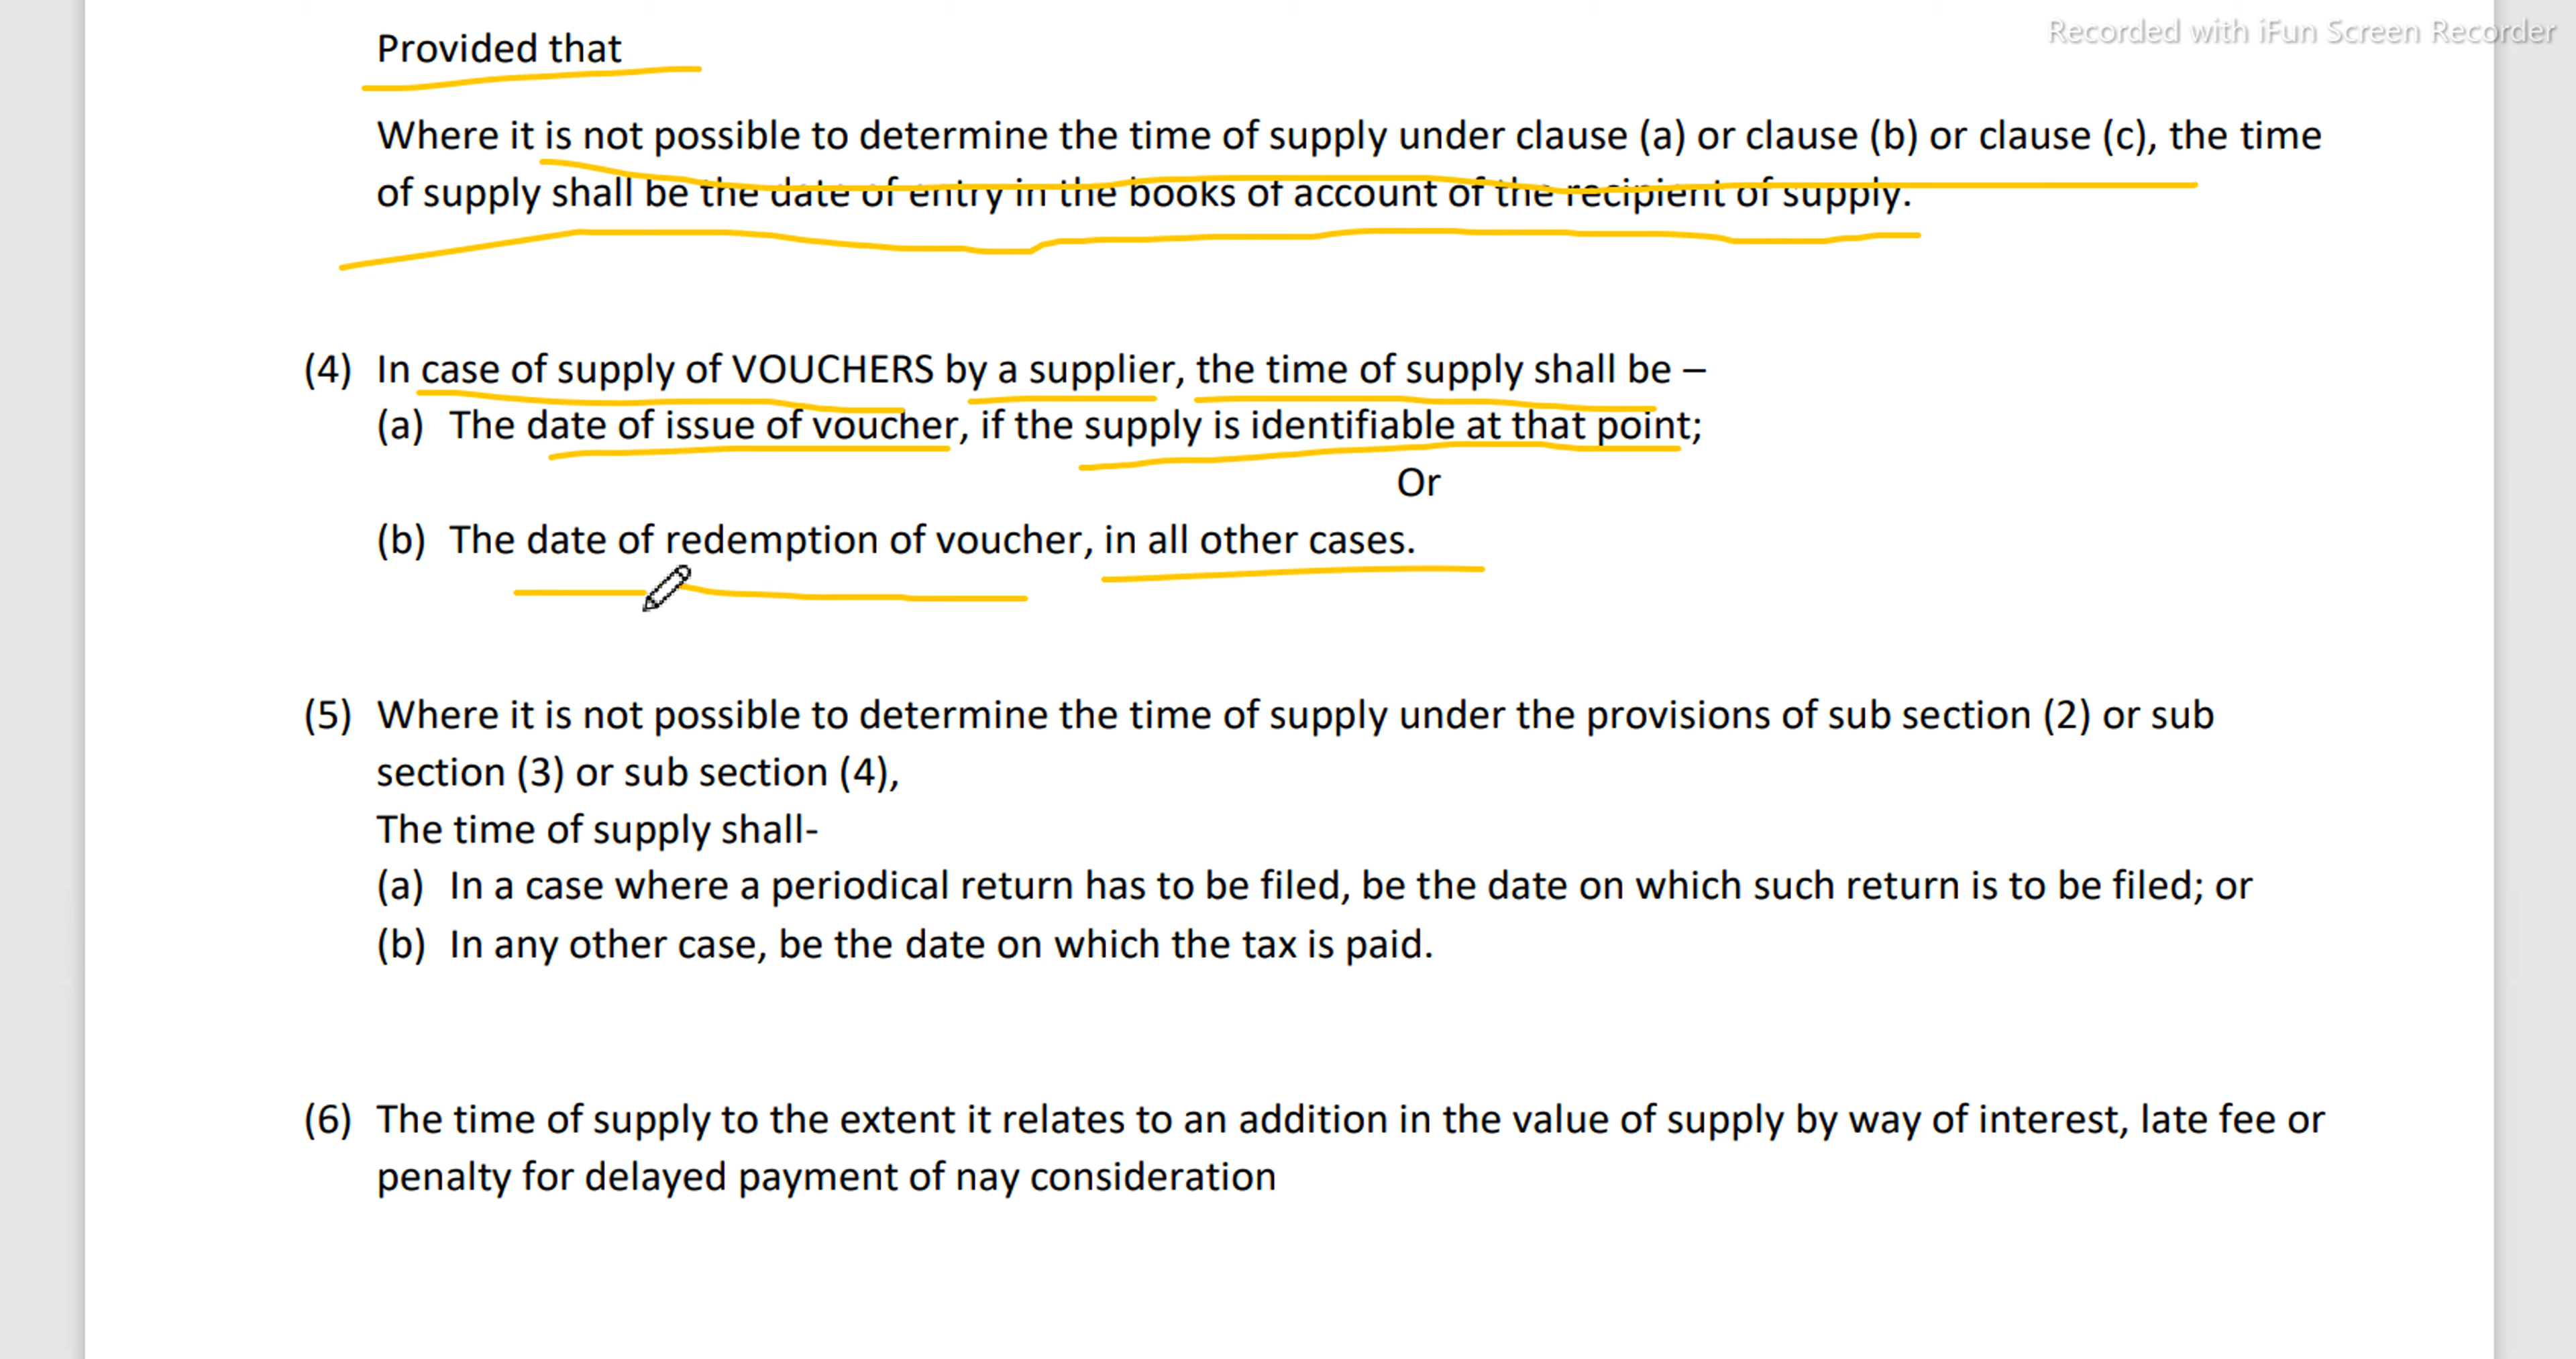 Recorded with iFun Screen Recorder
Provided that
Where it is not possible to determine the time of supply under clause (a) or clause (b) or clause (c), the time
of supply shall be the date of entry in the books of account of the recipient of supply.
(4) In case of supply of VOUCHERS by a supplier, the time of supply shall be –
(a) The date of issue of voucher, if the supply is identifiable at that point;
Or
(b) The date of redemption of voucher, in all other cases.
(5) Where it is not possible to determine the time of supply under the provisions of sub section (2) or sub
section (3) or sub section (4),
The time of supply shall-
(a) In a case where a periodical return has to be filed, be the date on which such return is to be filed; or
(b) In any other case, be the date on which the tax is paid.
(6) The time of supply to the extent it relates to an addition in the value of supply by way of interest, late fee or
penalty for delayed payment of nay consideration